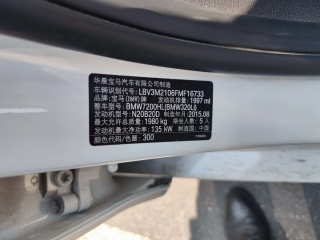 华晨宝马汽车有限公司制造
车辆识别代号: LBV3M2106FMF16733
品牌: 宝马(BMW)牌 发动机排量: 1997 ml
整车型号: BMW7200HL(BMW320Li)
发动机型号: N20B20D 制造年月: 2015.08
最大允许总质量: 1980 kg 乘坐人数: 5 人
发动机最大净功率: 135 kW 制造国: 中国
颜色代码/色圈: 300